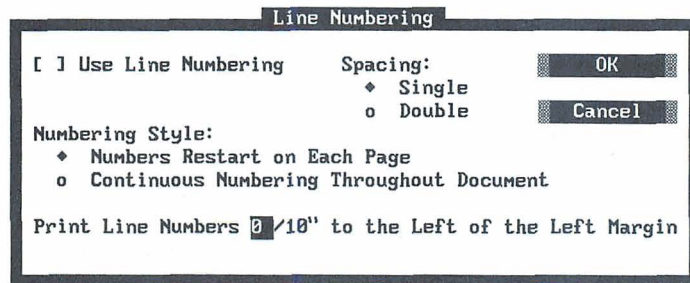 Line Numbering
[ ] Use Line Numbering Spacing: OK
◆ Single
o Double Cancel
Numbering Style:
◆ Numbers Restart on Each Page
o Continuous Numbering Throughout Document
Print Line Numbers 0/10" to the Left of the Left Margin